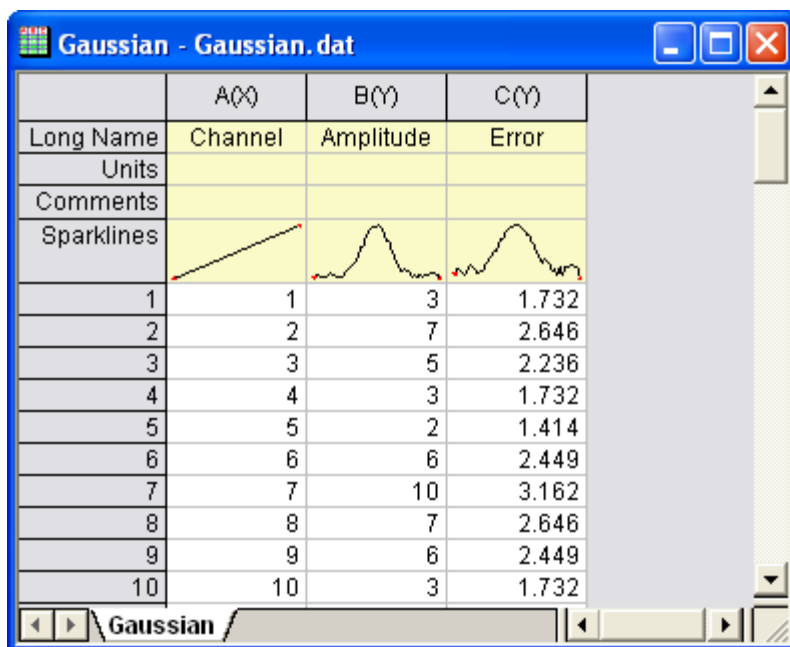 Gaussian - Gaussian.dat
A(X) B(Y) C(Y)
Long Name Channel Amplitude Error
Units
Comments
Sparklines
1 1 3 1.732
2 2 7 2.646
3 3 5 2.236
4 4 3 1.732
5 5 2 1.414
6 6 6 2.449
7 7 10 3.162
8 8 7 2.646
9 9 6 2.449
10 10 3 1.732
Gaussian